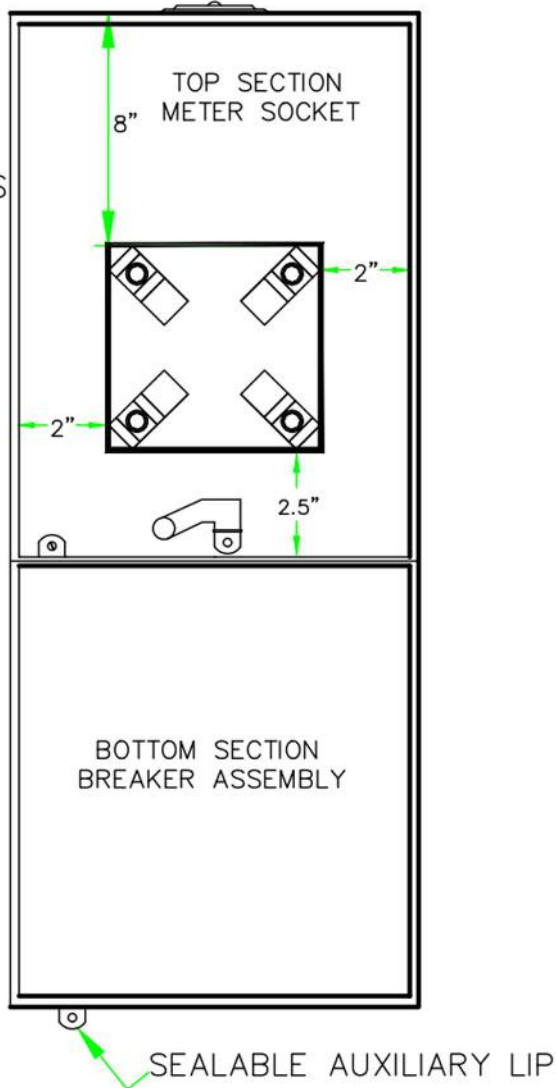 TOP SECTION
METER SOCKET
8”
S
2”
2”
2.5”
BOTTOM SECTION
BREAKER ASSEMBLY
SEALABLE AUXILIARY LIP